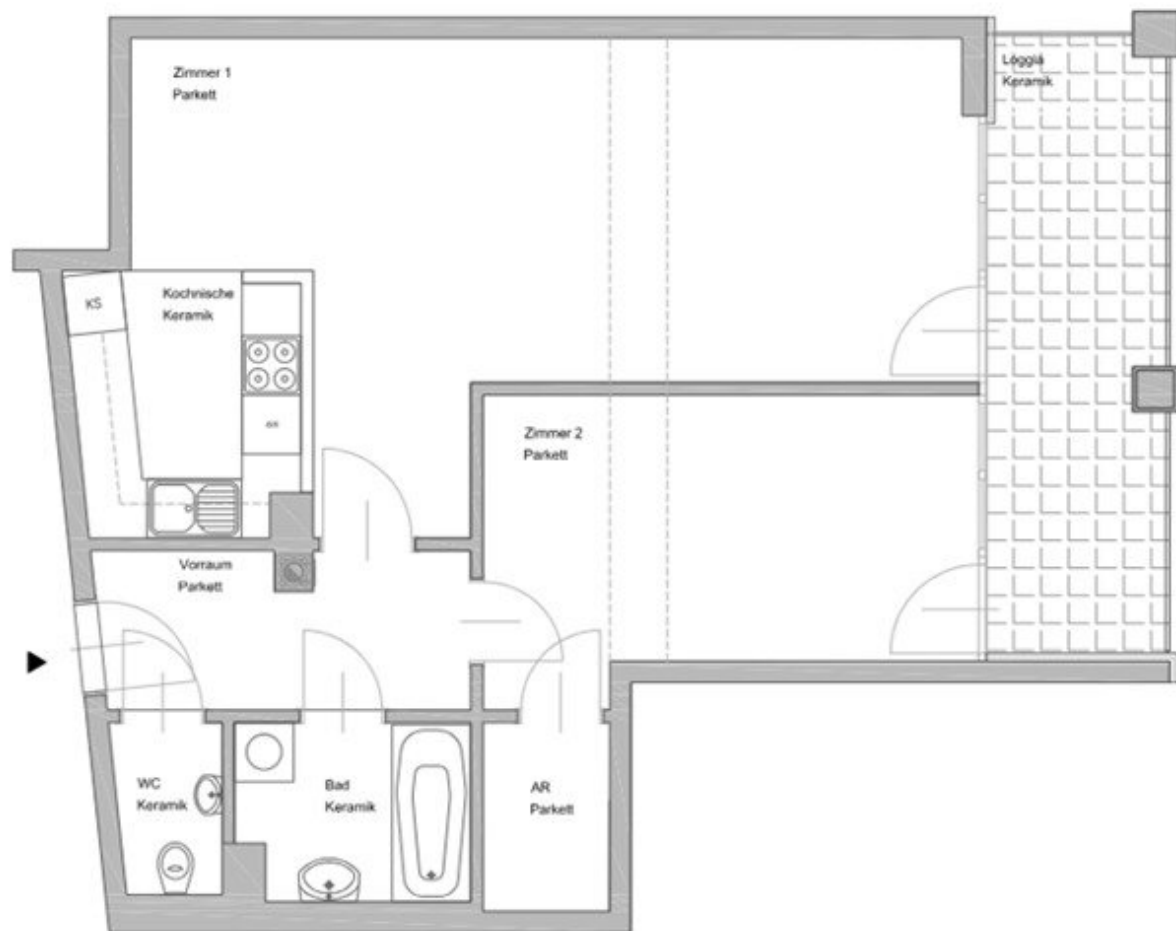 Zimmer 1
Parkett
Loggia
Keramik
KS
Kochnische
Keramik
GS
Zimmer 2
Parkett
Vorraum
Parkett
WC
Keramik
Bad
Keramik
AR
Parkett